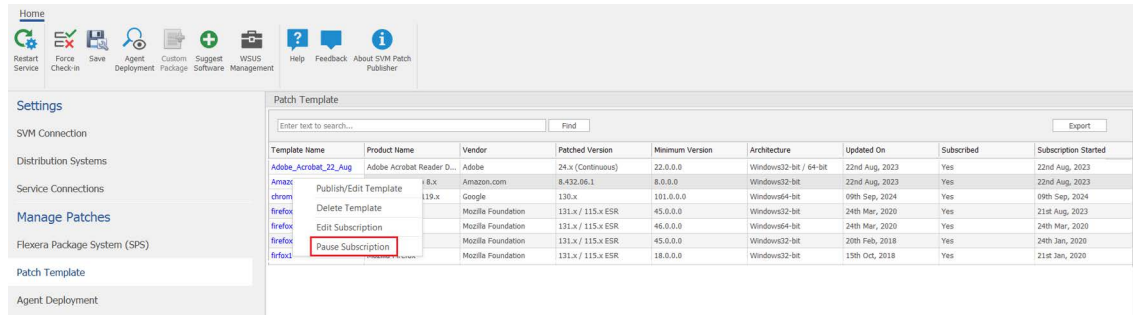 Home
Restart Service
Force Check-in
Save
Agent Deployment
Custom Package
Suggest Software
WSUS Management
Help
Feedback
About SVM Patch Publisher
Settings
SVM Connection
Distribution Systems
Service Connections
Manage Patches
Flexera Package System (SPS)
Patch Template
Agent Deployment
Patch Template
Enter text to search... Find Export
Template Name Product Name Vendor Patched Version Minimum Version Architecture Updated On Subscribed Subscription Started
Adobe_Acrobat_22_Aug Adobe Acrobat Reader D... Adobe 24.x (Continuous) 22.0.0.0 Windows32-bit / 64-bit 22nd Aug, 2023 Yes 22nd Aug, 2023
8.x Amazon.com 8.432.06.1 8.0.0.0 Windows32-bit 22nd Aug, 2023 Yes 22nd Aug, 2023
chrom 119.x Google 130.x 101.0.0.0 Windows64-bit 09th Sep, 2024 Yes 09th Sep, 2024
firefox Mozilla Foundation 131.x / 115.x ESR 45.0.0.0 Windows32-bit 24th Mar, 2020 Yes 21st Aug, 2023
firefox Mozilla Foundation 131.x / 115.x ESR 46.0.0.0 Windows64-bit 24th Mar, 2020 Yes 24th Mar, 2020
firefox Mozilla Foundation 131.x / 115.x ESR 45.0.0.0 Windows32-bit 20th Feb, 2018 Yes 24th Jan, 2020
firfox1 Mozilla Foundation 131.x / 115.x ESR 18.0.0.0 Windows32-bit 15th Oct, 2018 Yes 21st Jan, 2020
Publish/Edit Template
Delete Template
Edit Subscription
Pause Subscription